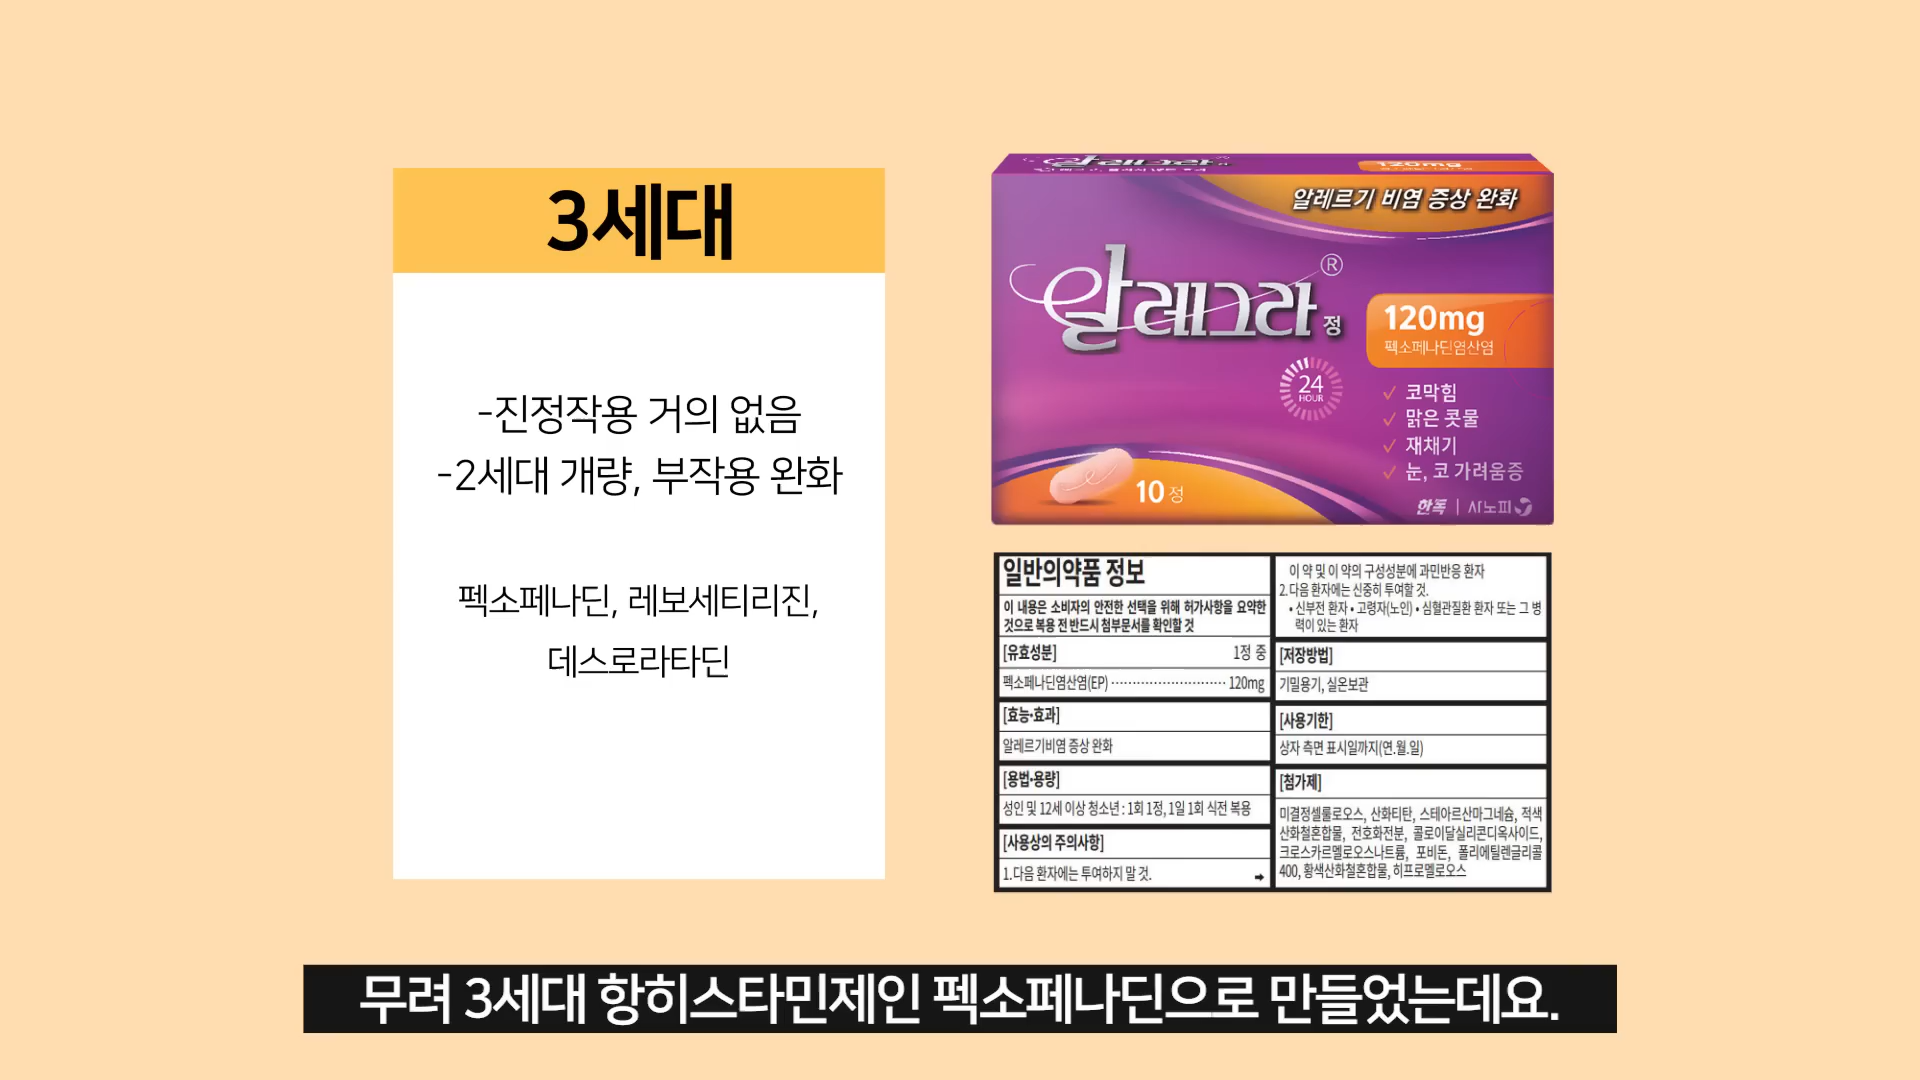 3세대
-진정작용 거의 없음
-2세대 개량, 부작용 완화
펙소페나딘, 레보세티리진,
데스로라타딘
120mg
알레르기 비염 증상 완화
알레그라정
®
120mg
펙소페나딘염산염
24
HOUR
✓ 코막힘
✓ 맑은 콧물
✓ 재채기
✓ 눈, 코 가려움증
10정
한독 | 사노피
일반의약품 정보
이 내용은 소비자의 안전한 선택을 위해 허가사항을 요약한
것으로 복용 전 반드시 첨부문서를 확인할 것
[유효성분] 1정 중
펙소페나딘염산염(EP) ··························· 120mg
[효능•효과]
알레르기비염 증상 완화
[용법•용량]
성인 및 12세 이상 청소년 : 1회 1정, 1일 1회 식전 복용
[사용상의 주의사항]
1. 다음 환자에는 투여하지 말 것.
이 약 및 이 약의 구성성분에 과민반응 환자
2. 다음 환자에는 신중히 투여할 것.
• 신부전 환자 • 고령자(노인) • 심혈관질환 환자 또는 그 병
력이 있는 환자
[저장방법]
기밀용기, 실온보관
[사용기한]
상자 측면 표시일까지(연.월.일)
[첨가제]
미결정셀룰로오스, 산화티탄, 스테아르산마그네슘, 적색
산화철혼합물, 전호화전분, 콜로이달실리콘디옥사이드,
크로스카르멜로오스나트륨, 포비돈, 폴리에틸렌글리콜
400, 황색산화철혼합물, 히프로멜로오스
무려 3세대 항히스타민제인 펙소페나딘으로 만들었는데요.